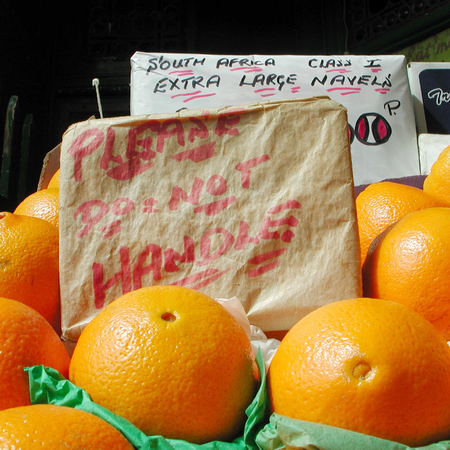 SOUTH AFRICA CLASS I
EXTRA LARGE NAVELS
P.
PLEASE
DO NOT
HANDLE